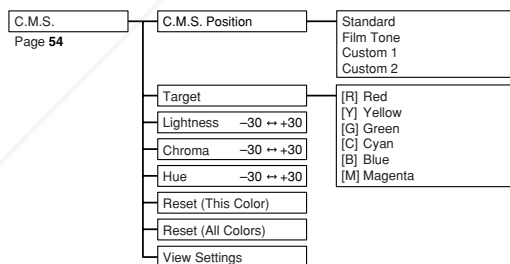 C.M.S.
Page 54
C.M.S. Position
Standard
Film Tone
Custom 1
Custom 2
Target
[R] Red
[Y] Yellow
[G] Green
[C] Cyan
[B] Blue
[M] Magenta
Lightness –30 ↔ +30
Chroma –30 ↔ +30
Hue –30 ↔ +30
Reset (This Color)
Reset (All Colors)
View Settings